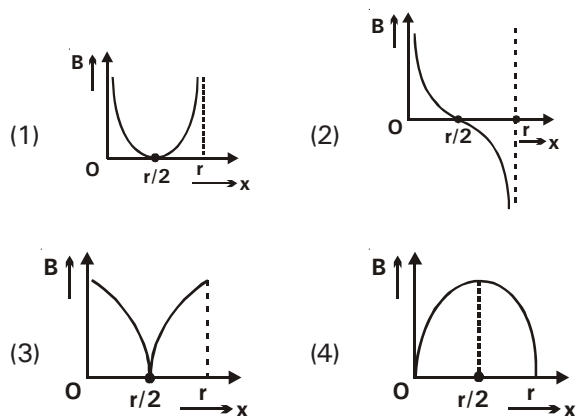 (1)
B
O
r/2
r
x
(2)
B
O
r/2
r
x
(3)
B
O
r/2
r
x
(4)
B
O
r/2
r
x